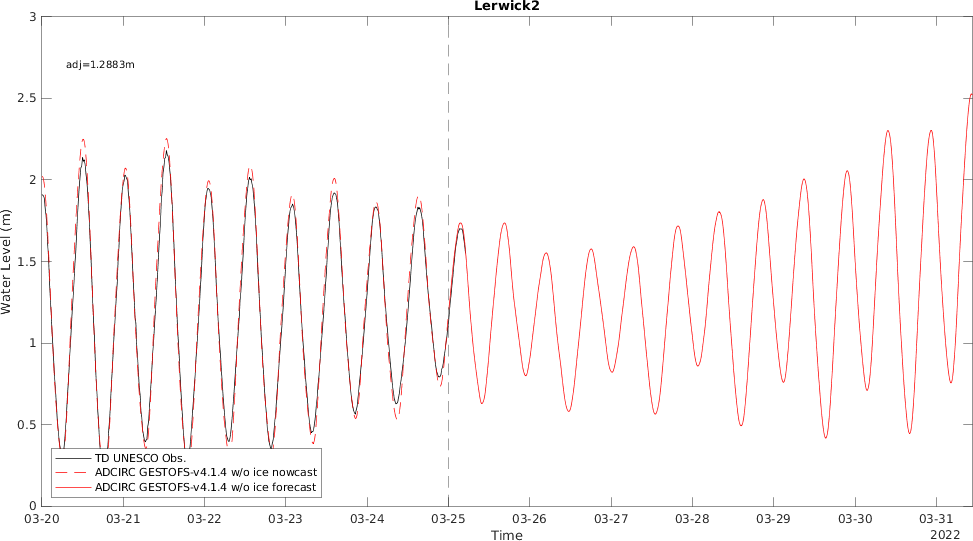 Lerwick2
adj=1.2883m
Water Level (m)
3
2.5
2
1.5
1
0.5
0
TD UNESCO Obs.
ADCIRC GESTOFS-v4.1.4 w/o ice nowcast
ADCIRC GESTOFS-v4.1.4 w/o ice forecast
03-20 03-21 03-22 03-23 03-24 03-25 03-26 03-27 03-28 03-29 03-30 03-31
Time
2022